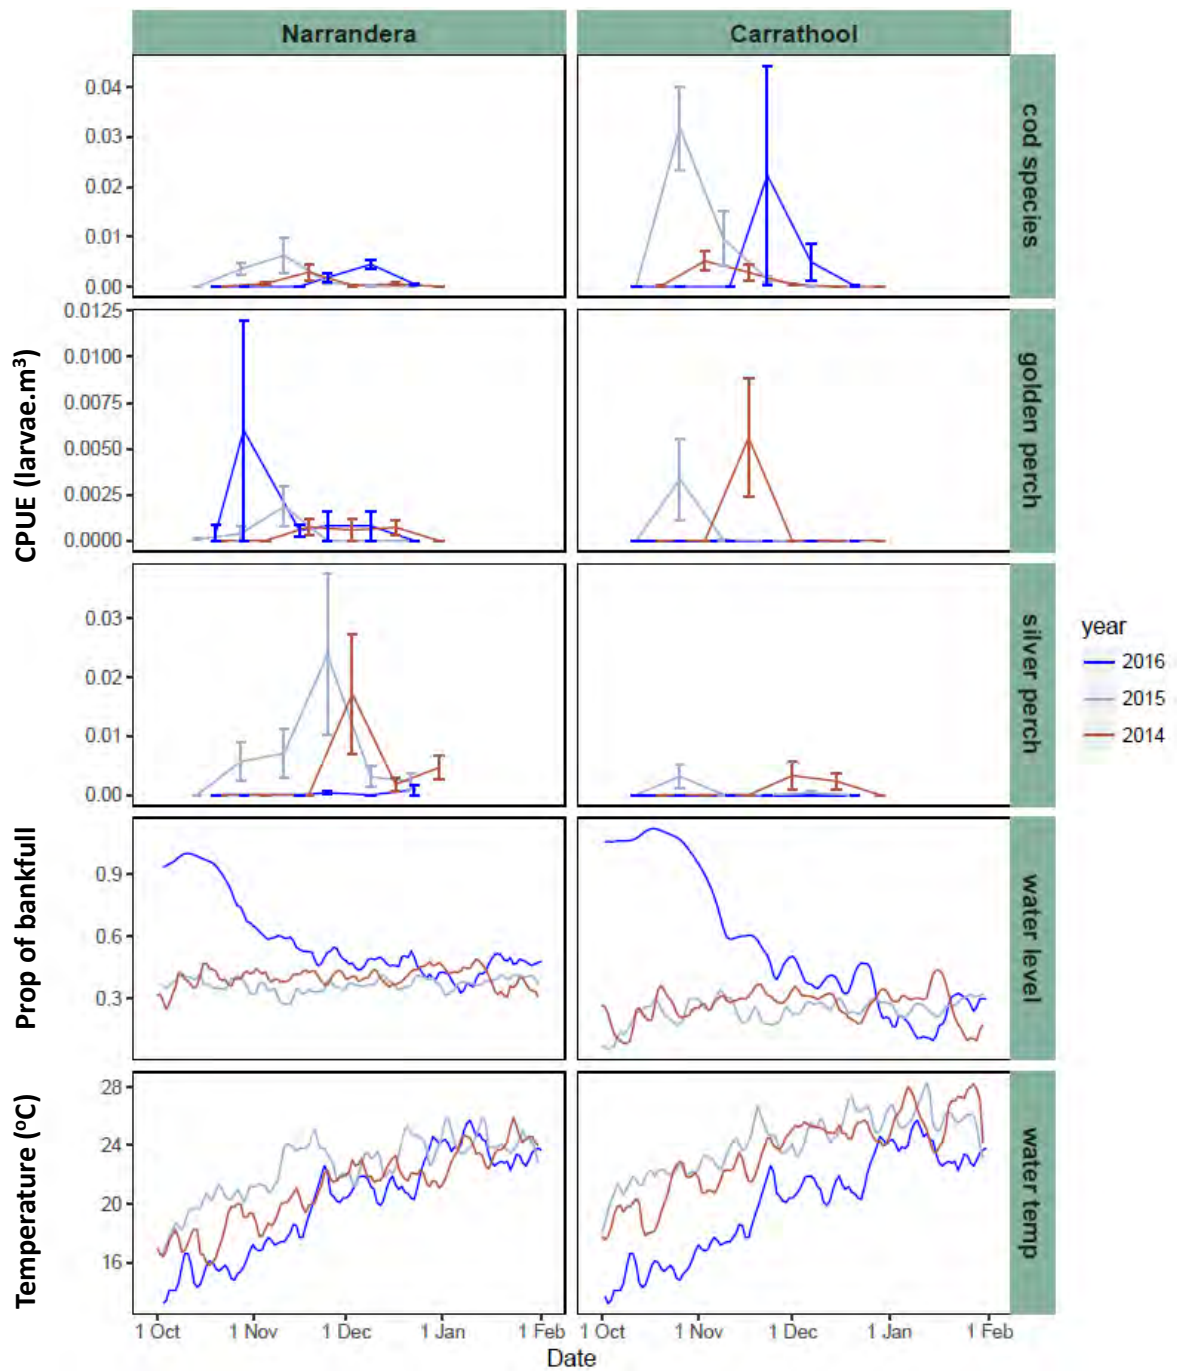 Narrandera
Carrathool
CPUE (larvae.m³)
0.04
0.03
0.02
0.01
0.00
cod species
0.0125
0.0100
0.0075
0.0050
0.0025
0.0000
golden perch
0.03
0.02
0.01
0.00
silver perch
year
2016
2015
2014
Prop of bankfull
0.9
0.6
0.3
water level
Temperature (ºC)
28
24
20
16
water temp
1 Oct
1 Nov
1 Dec
1 Jan
1 Feb
1 Oct
1 Nov
1 Dec
1 Jan
1 Feb
Date